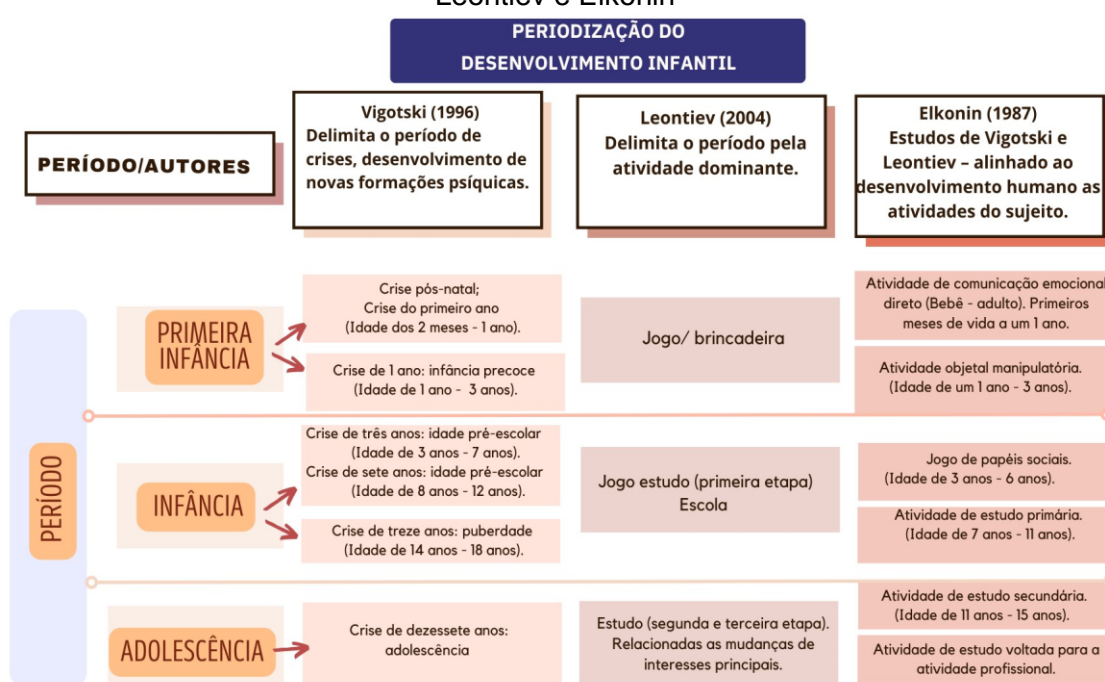 Leontiev e Elkonin
PERIODIZAÇÃO DO
DESENVOLVIMENTO INFANTIL
PERÍODO/AUTORES
Vigotski (1996)
Delimita o período de
crises, desenvolvimento de
novas formações psíquicas.
Leontiev (2004)
Delimita o período pela
atividade dominante.
Elkonin (1987)
Estudos de Vigotski e
Leontiev – alinhado ao
desenvolvimento humano as
atividades do sujeito.
PERÍODO
PRIMEIRA
INFÂNCIA
Crise pós-natal;
Crise do primeiro ano
(Idade dos 2 meses - 1 ano).
Crise de 1 ano: infância precoce
(Idade de 1 ano - 3 anos).
Jogo/ brincadeira
Atividade de comunicação emocional
direto (Bebê - adulto). Primeiros
meses de vida a um 1 ano.
Atividade objetal manipulatória.
(Idade de um 1 ano - 3 anos).
INFÂNCIA
Crise de três anos: idade pré-escolar
(Idade de 3 anos - 7 anos).
Crise de sete anos: idade pré-escolar
(Idade de 8 anos - 12 anos).
Crise de treze anos: puberdade
(Idade de 14 anos - 18 anos).
Jogo estudo (primeira etapa)
Escola
Jogo de papéis sociais.
(Idade de 3 anos - 6 anos).
Atividade de estudo primária.
(Idade de 7 anos - 11 anos).
ADOLESCÊNCIA
Crise de dezessete anos:
adolescência
Estudo (segunda e terceira etapa).
Relacionadas as mudanças de
interesses principais.
Atividade de estudo secundária.
(Idade de 11 anos - 15 anos).
Atividade de estudo voltada para a
atividade profissional.